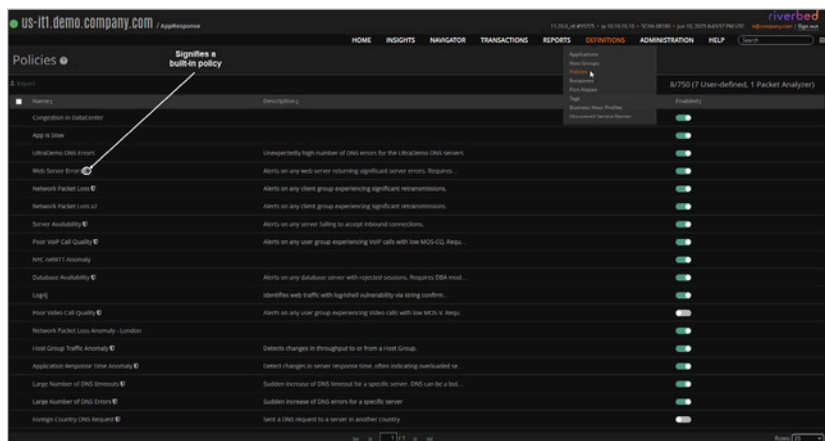 riverbed
us-it1.demo.company.com / AppResponse
Sign out
HOME INSIGHTS NAVIGATOR TRANSACTIONS REPORTS DEFINITIONS ADMINISTRATION HELP Search
Policies
Signifies a
built-in policy
Applications
Host Groups
Policies
Recipients
Port Aliases
Tags
Business Hour Profiles
Discovered Service Names
Export
8/750 (7 User-defined, 1 Packet Analyzer)
Name Description Enabled
Congestion in DataCenter
App is Slow
UltraDemo DNS Errors Unexpectedly high number of DNS errors for the UltraDemo DNS servers
Web Server Errors Alerts on any web server returning significant server errors. Requires...
Network Packet Loss Alerts on any client group experiencing significant retransmissions.
Network Packet Loss v2 Alerts on any client group experiencing significant retransmissions.
Server Availability Alerts on any server failing to accept inbound connections.
Poor VoIP Call Quality Alerts on any user group experiencing VoIP calls with low MOS-CQ. Requ...
NYC netRTT Anomaly
Database Availability Alerts on any database server with rejected sessions. Requires DBA mod...
Log4j Identifies web traffic with log4shell vulnerability via string confirm...
Poor Video Call Quality Alerts on any user group experiencing Video calls with low MOS-V. Requ...
Network Packet Loss Anomaly - London
Host Group Traffic Anomaly Detects changes in throughput to or from a Host Group.
Application Response Time Anomaly Detect changes in server response time, often indicating overloaded se...
Large Number of DNS timeouts Sudden increase of DNS timeout for a specific server. DNS can be a bot...
Large Number of DNS Errors Sudden increase of DNS errors for a specific server
Foreign Country DNS Request Sent a DNS request to a server in another country
1 / 1 Rows: 25